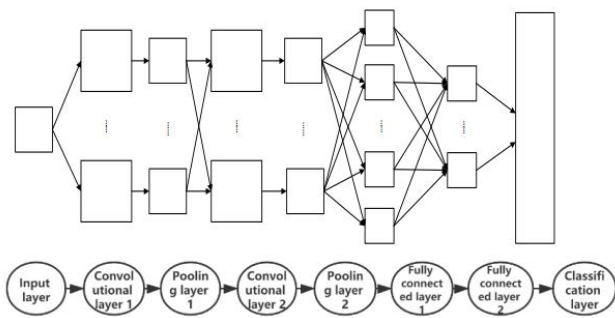 Input
layer
Convol
utional
layer 1
Poolin
g layer
1
Convol
utional
layer 2
Poolin
g layer
2
Fully
connect
ed layer
1
Fully
connect
ed layer
2
Classifi
cation
layer